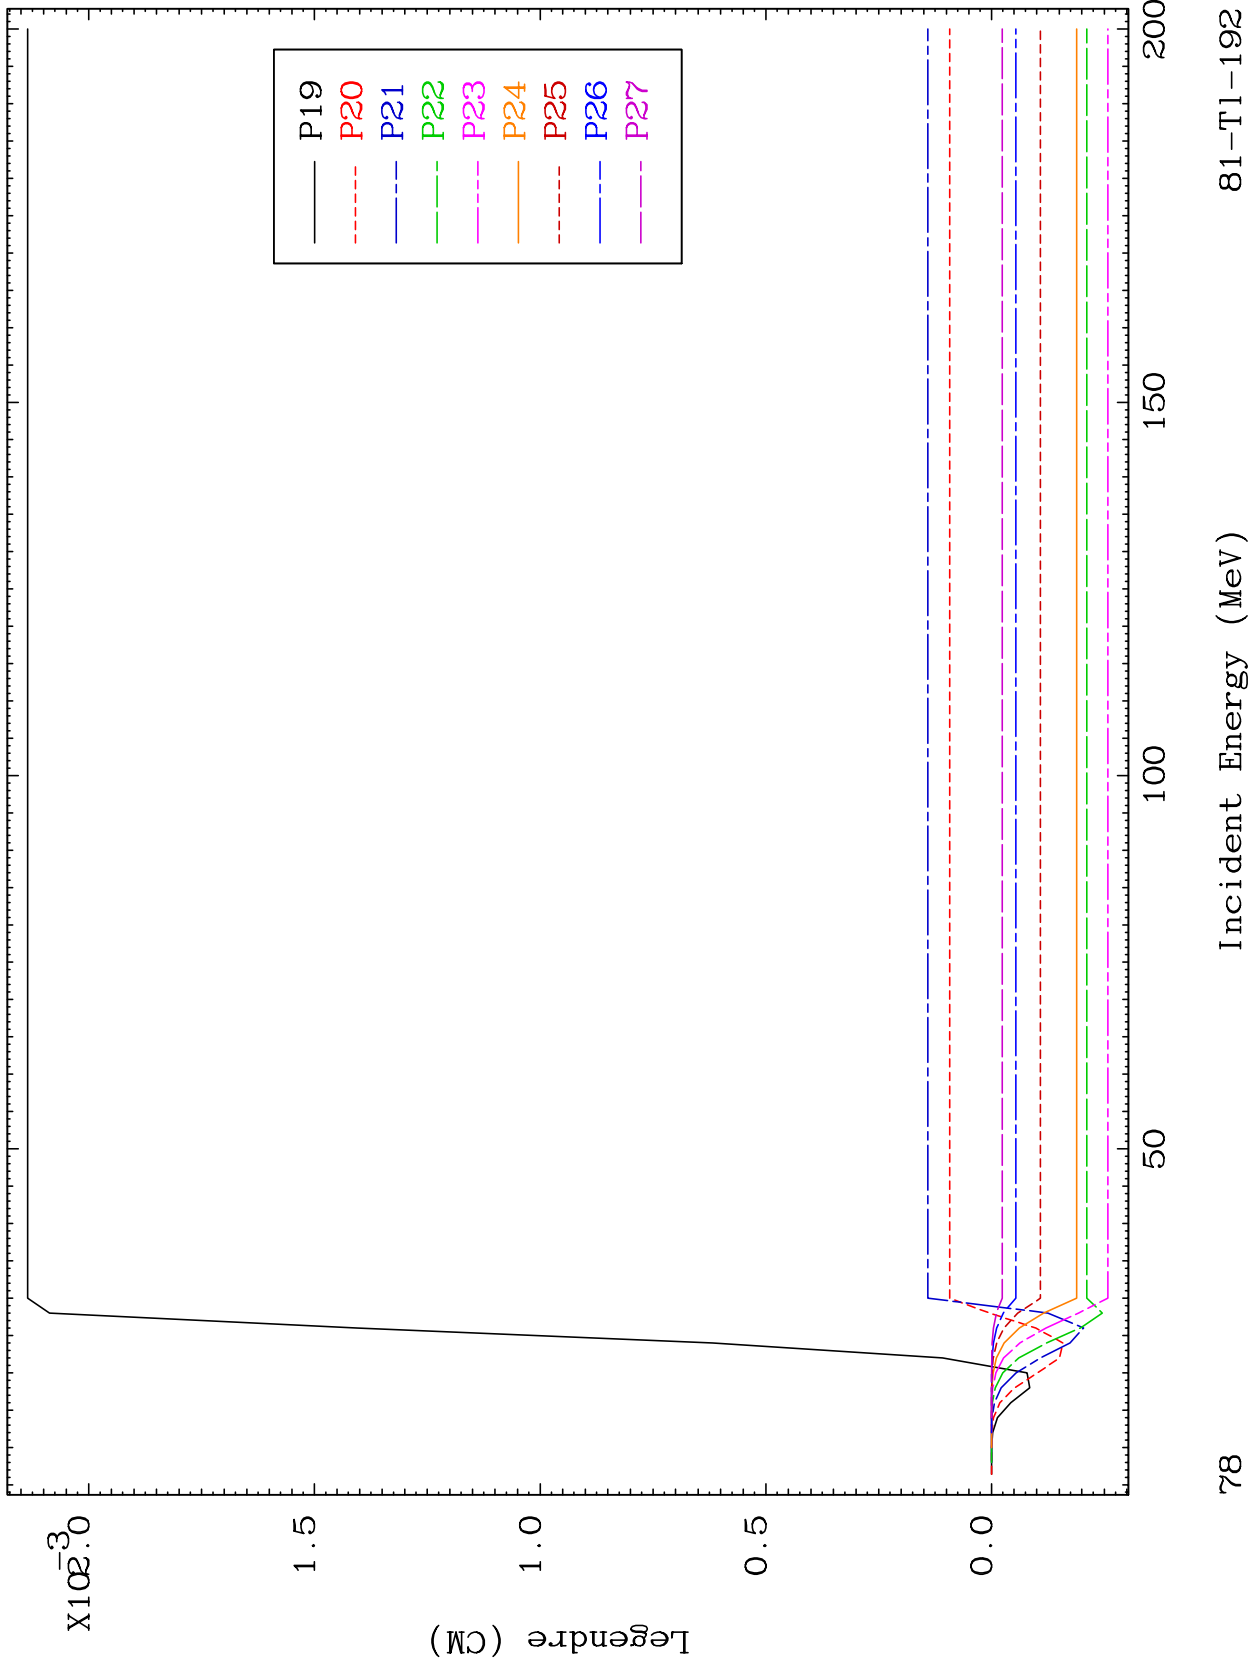 X10-3
2.0
1.5
1.0
0.5
0.0
Legendre (CM)
P19
P20
P21
P22
P23
P24
P25
P26
P27
50
100
150
200
Incident Energy (MeV)
78
81-Tl-192